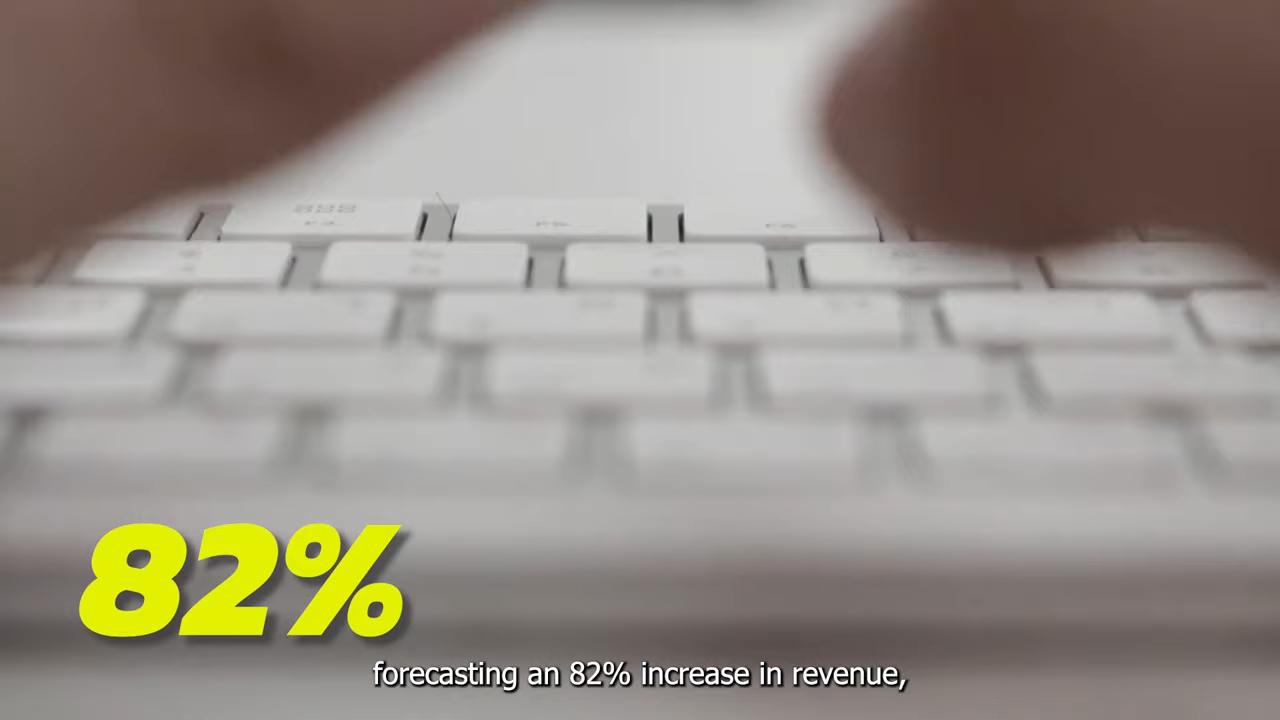 82%
forecasting an 82% increase in revenue,